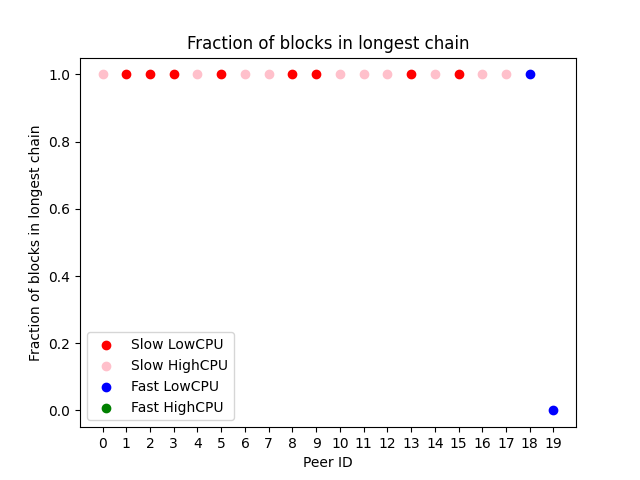 Fraction of blocks in longest chain
Fraction of blocks in longest chain
1.0
0.8
0.6
0.4
0.2
0.0
Slow LowCPU
Slow HighCPU
Fast LowCPU
Fast HighCPU
0 1 2 3 4 5 6 7 8 9 10 11 12 13 14 15 16 17 18 19
Peer ID